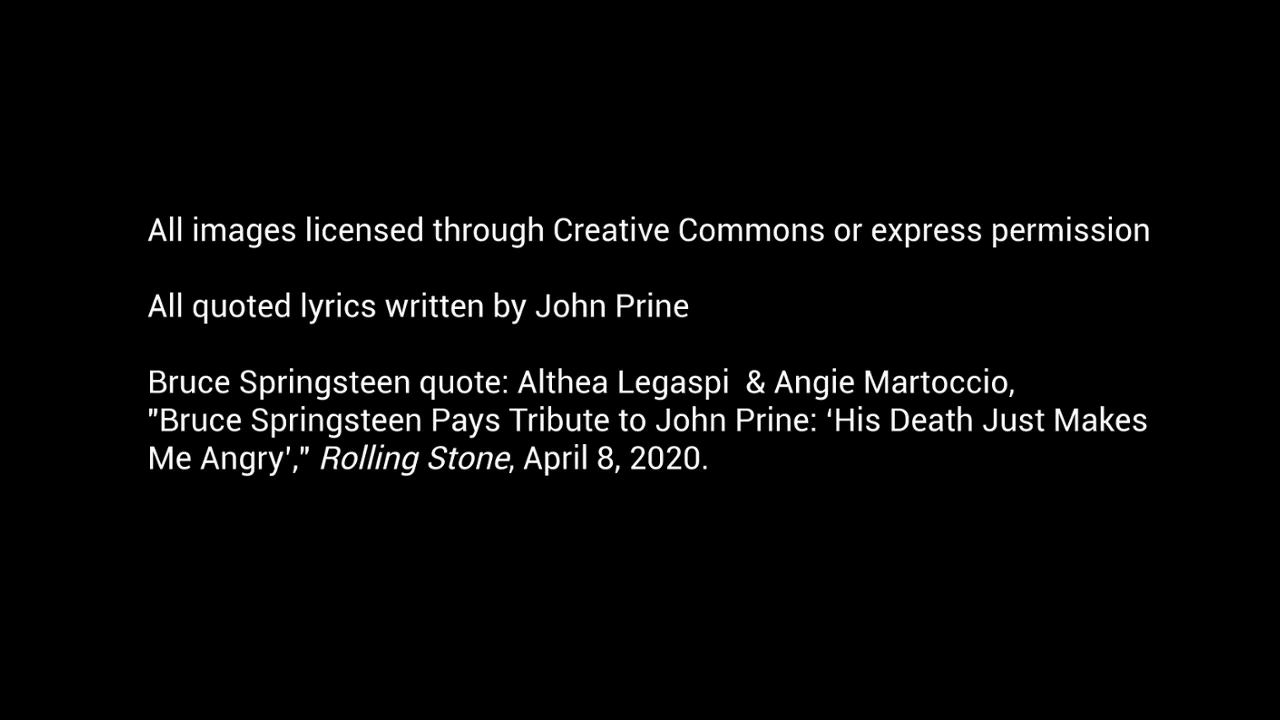 All images licensed through Creative Commons or express permission
All quoted lyrics written by John Prine
Bruce Springsteen quote: Althea Legaspi  & Angie Martoccio,
"Bruce Springsteen Pays Tribute to John Prine: ‘His Death Just Makes
Me Angry’," Rolling Stone, April 8, 2020.